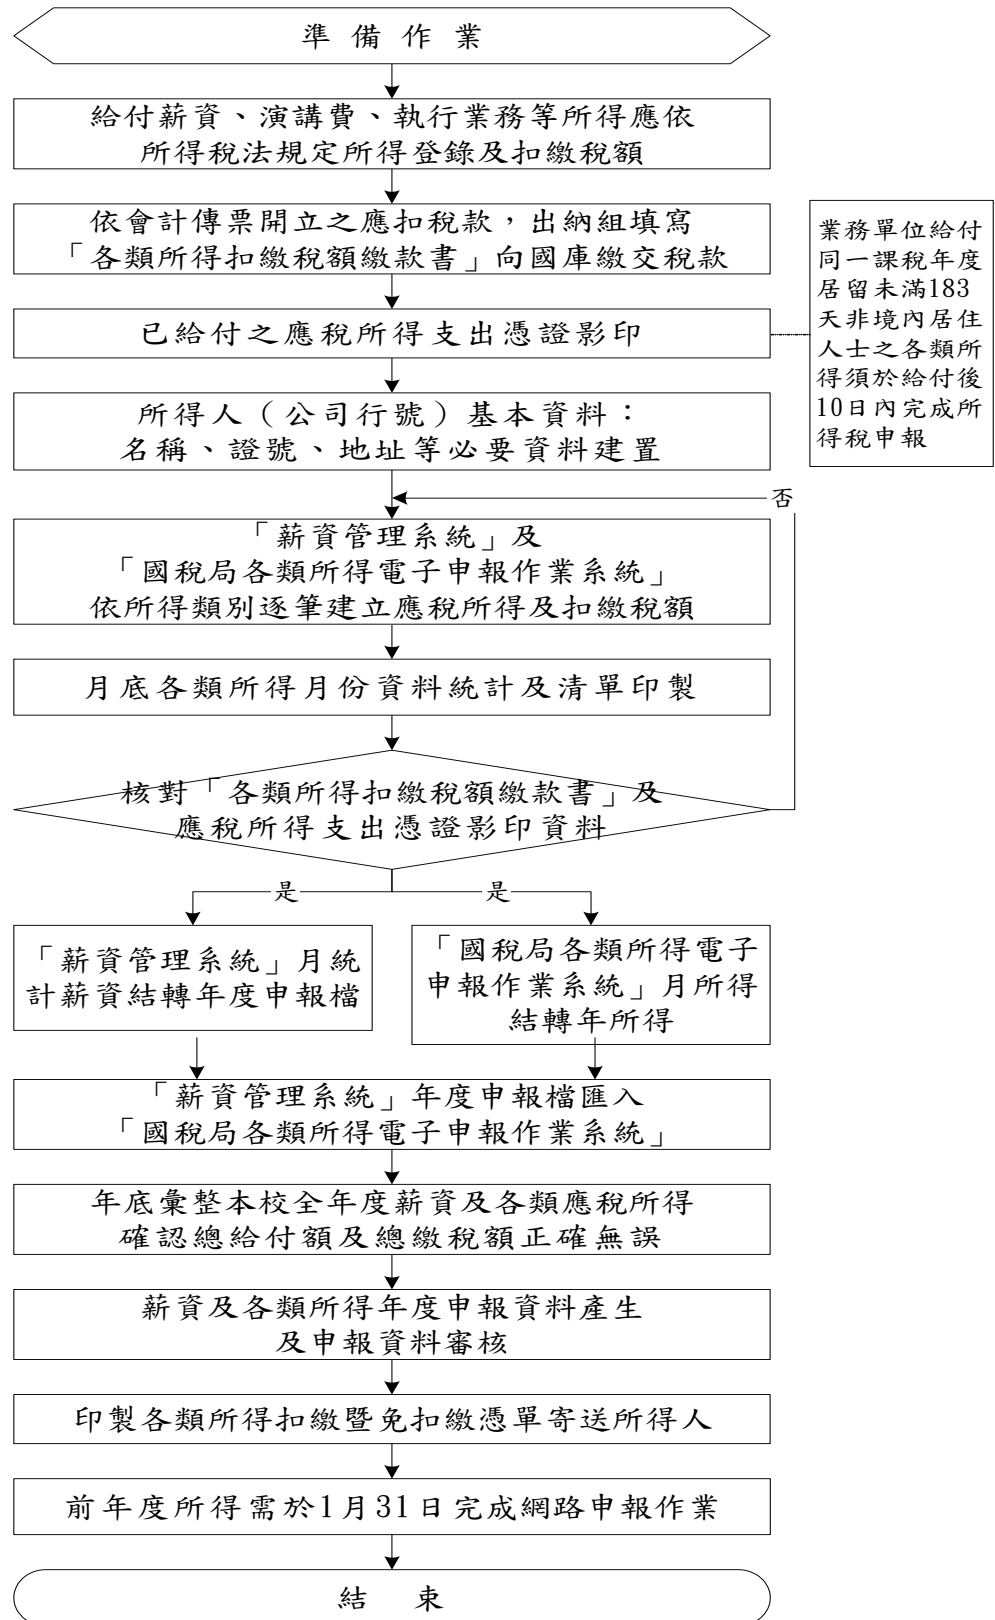 準備作業
給付薪資、演講費、執行業務等所得應依
所得稅法規定所得登錄及扣繳稅額
依會計傳票開立之應扣稅款，出納組填寫
「各類所得扣繳稅額繳款書」向國庫繳交稅款
已給付之應稅所得支出憑證影印
業務單位給付
同一課稅年度
居留未滿183
天非境內居住
人士之各類所
得須於給付後
10日內完成所
得稅申報
所得人（公司行號）基本資料：
名稱、證號、地址等必要資料建置
否
「薪資管理系統」及
「國稅局各類所得電子申報作業系統」
依所得類別逐筆建立應稅所得及扣繳稅額
月底各類所得月份資料統計及清單印製
核對「各類所得扣繳稅額繳款書」及
應稅所得支出憑證影印資料
是
是
「薪資管理系統」月統
計薪資結轉年度申報檔
「國稅局各類所得電子
申報作業系統」月所得
結轉年所得
「薪資管理系統」年度申報檔匯入
「國稅局各類所得電子申報作業系統」
年底彙整本校全年度薪資及各類應稅所得
確認總給付額及總繳稅額正確無誤
薪資及各類所得年度申報資料產生
及申報資料審核
印製各類所得扣繳暨免扣繳憑單寄送所得人
前年度所得需於1月31日完成網路申報作業
結束